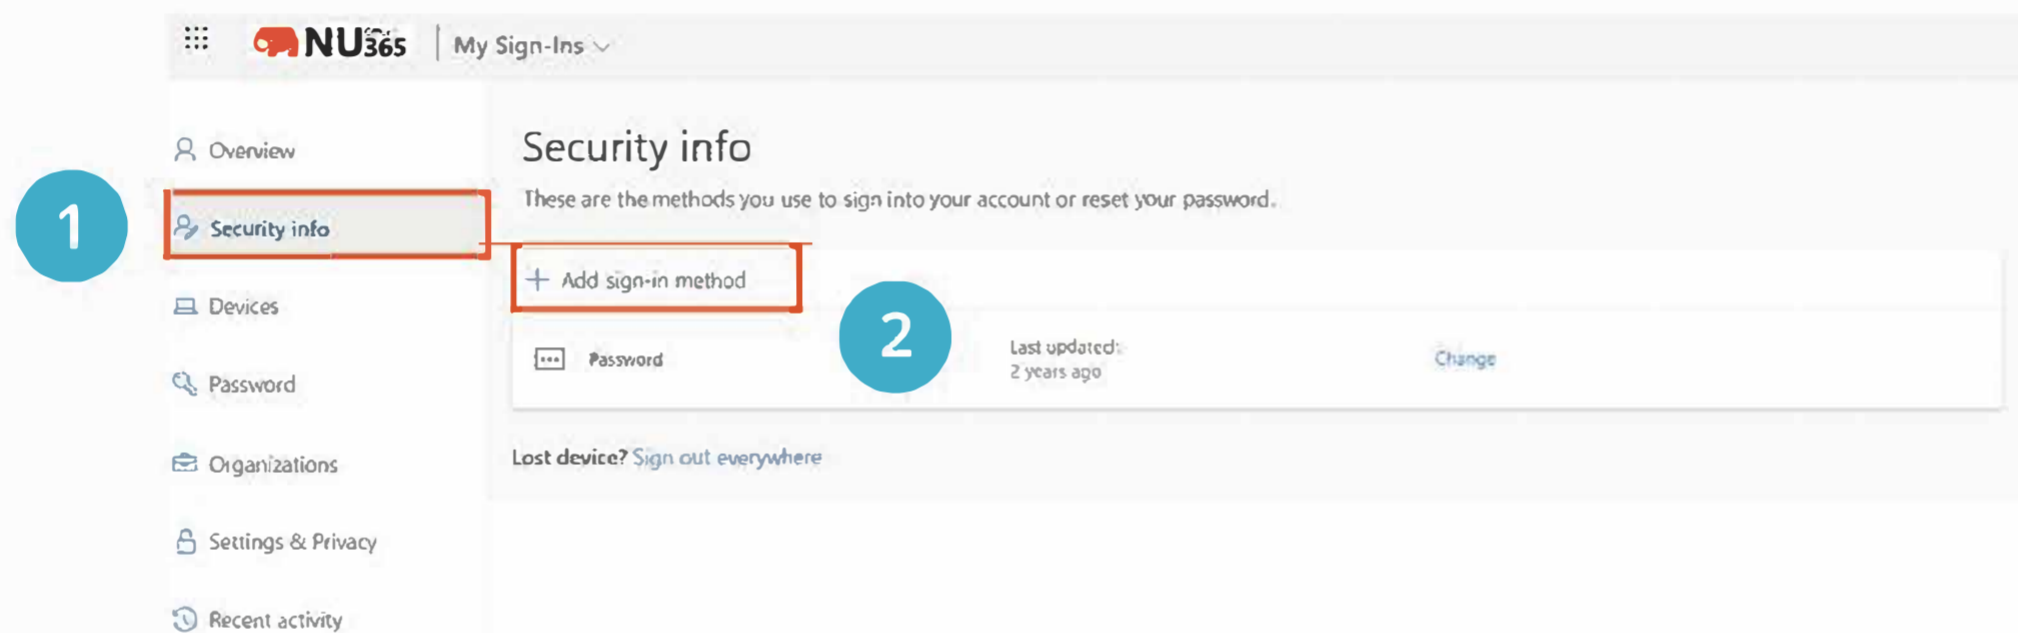 NU365 My Sign-Ins
Overview
1
Security info
Devices
Password
Organizations
Settings & Privacy
Recent activity
Security info
These are the methods you use to sign into your account or reset your password.
+ Add sign-in method
2
Password
Last updated:
2 years ago
Change
Lost device? Sign out everywhere